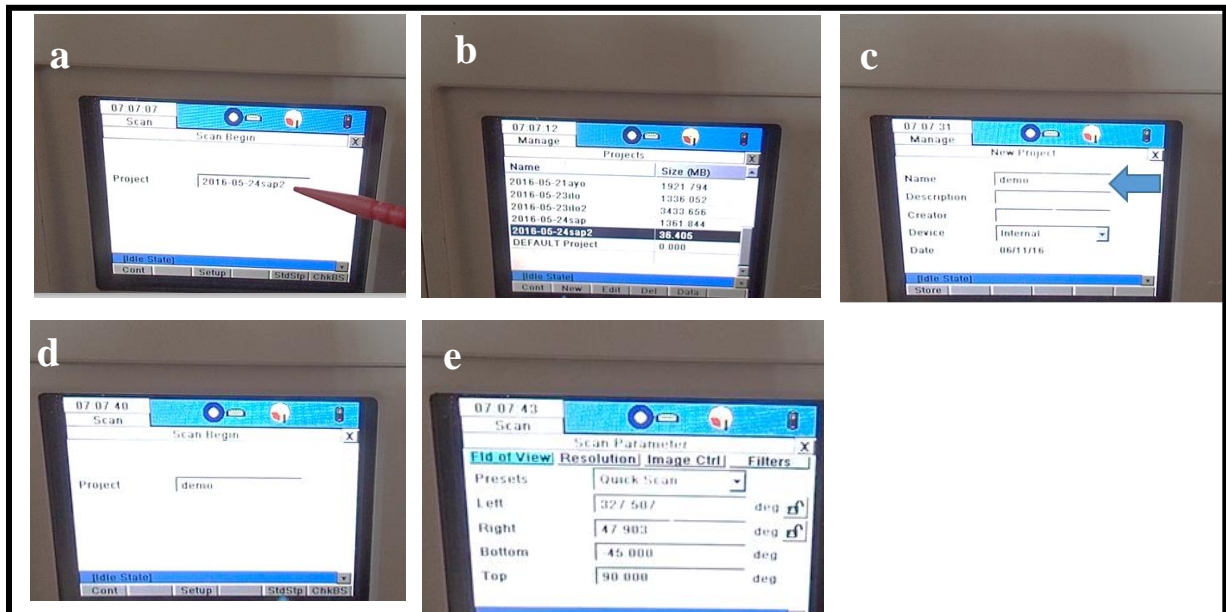 a
07 07 07
Scan
Scan Begin
X
Project 2016-05-24sap2
[Idle State]
Cont Setup StdStp ChkBS
b
07:07:12
Manage
Projects
X
Name Size (MB)
2016-05-21ayo 1921.794
2016-05-23ilo 1336.052
2016-05-23ilo2 3433.656
2016-05-24sap 1361.844
2016-05-24sap2 36.405
DEFAULT Project 0.000
[Idle State]
Cont New Edit Del Data
c
07 07 31
Manage
New Project
X
Name demo
Description
Creator
Device Internal
Date 06/11/16
[Idle State]
Store
d
07 07 40
Scan
Scan Begin
X
Project demo
[Idle State]
Cont Setup StdStp ChkBS
e
07 07 43
Scan
Scan Parameter
X
Fld of View Resolution Image Ctrl Filters
Presets Quick Scan
Left 327 507 deg
Right 47 903 deg
Bottom -45 000 deg
Top 90 000 deg